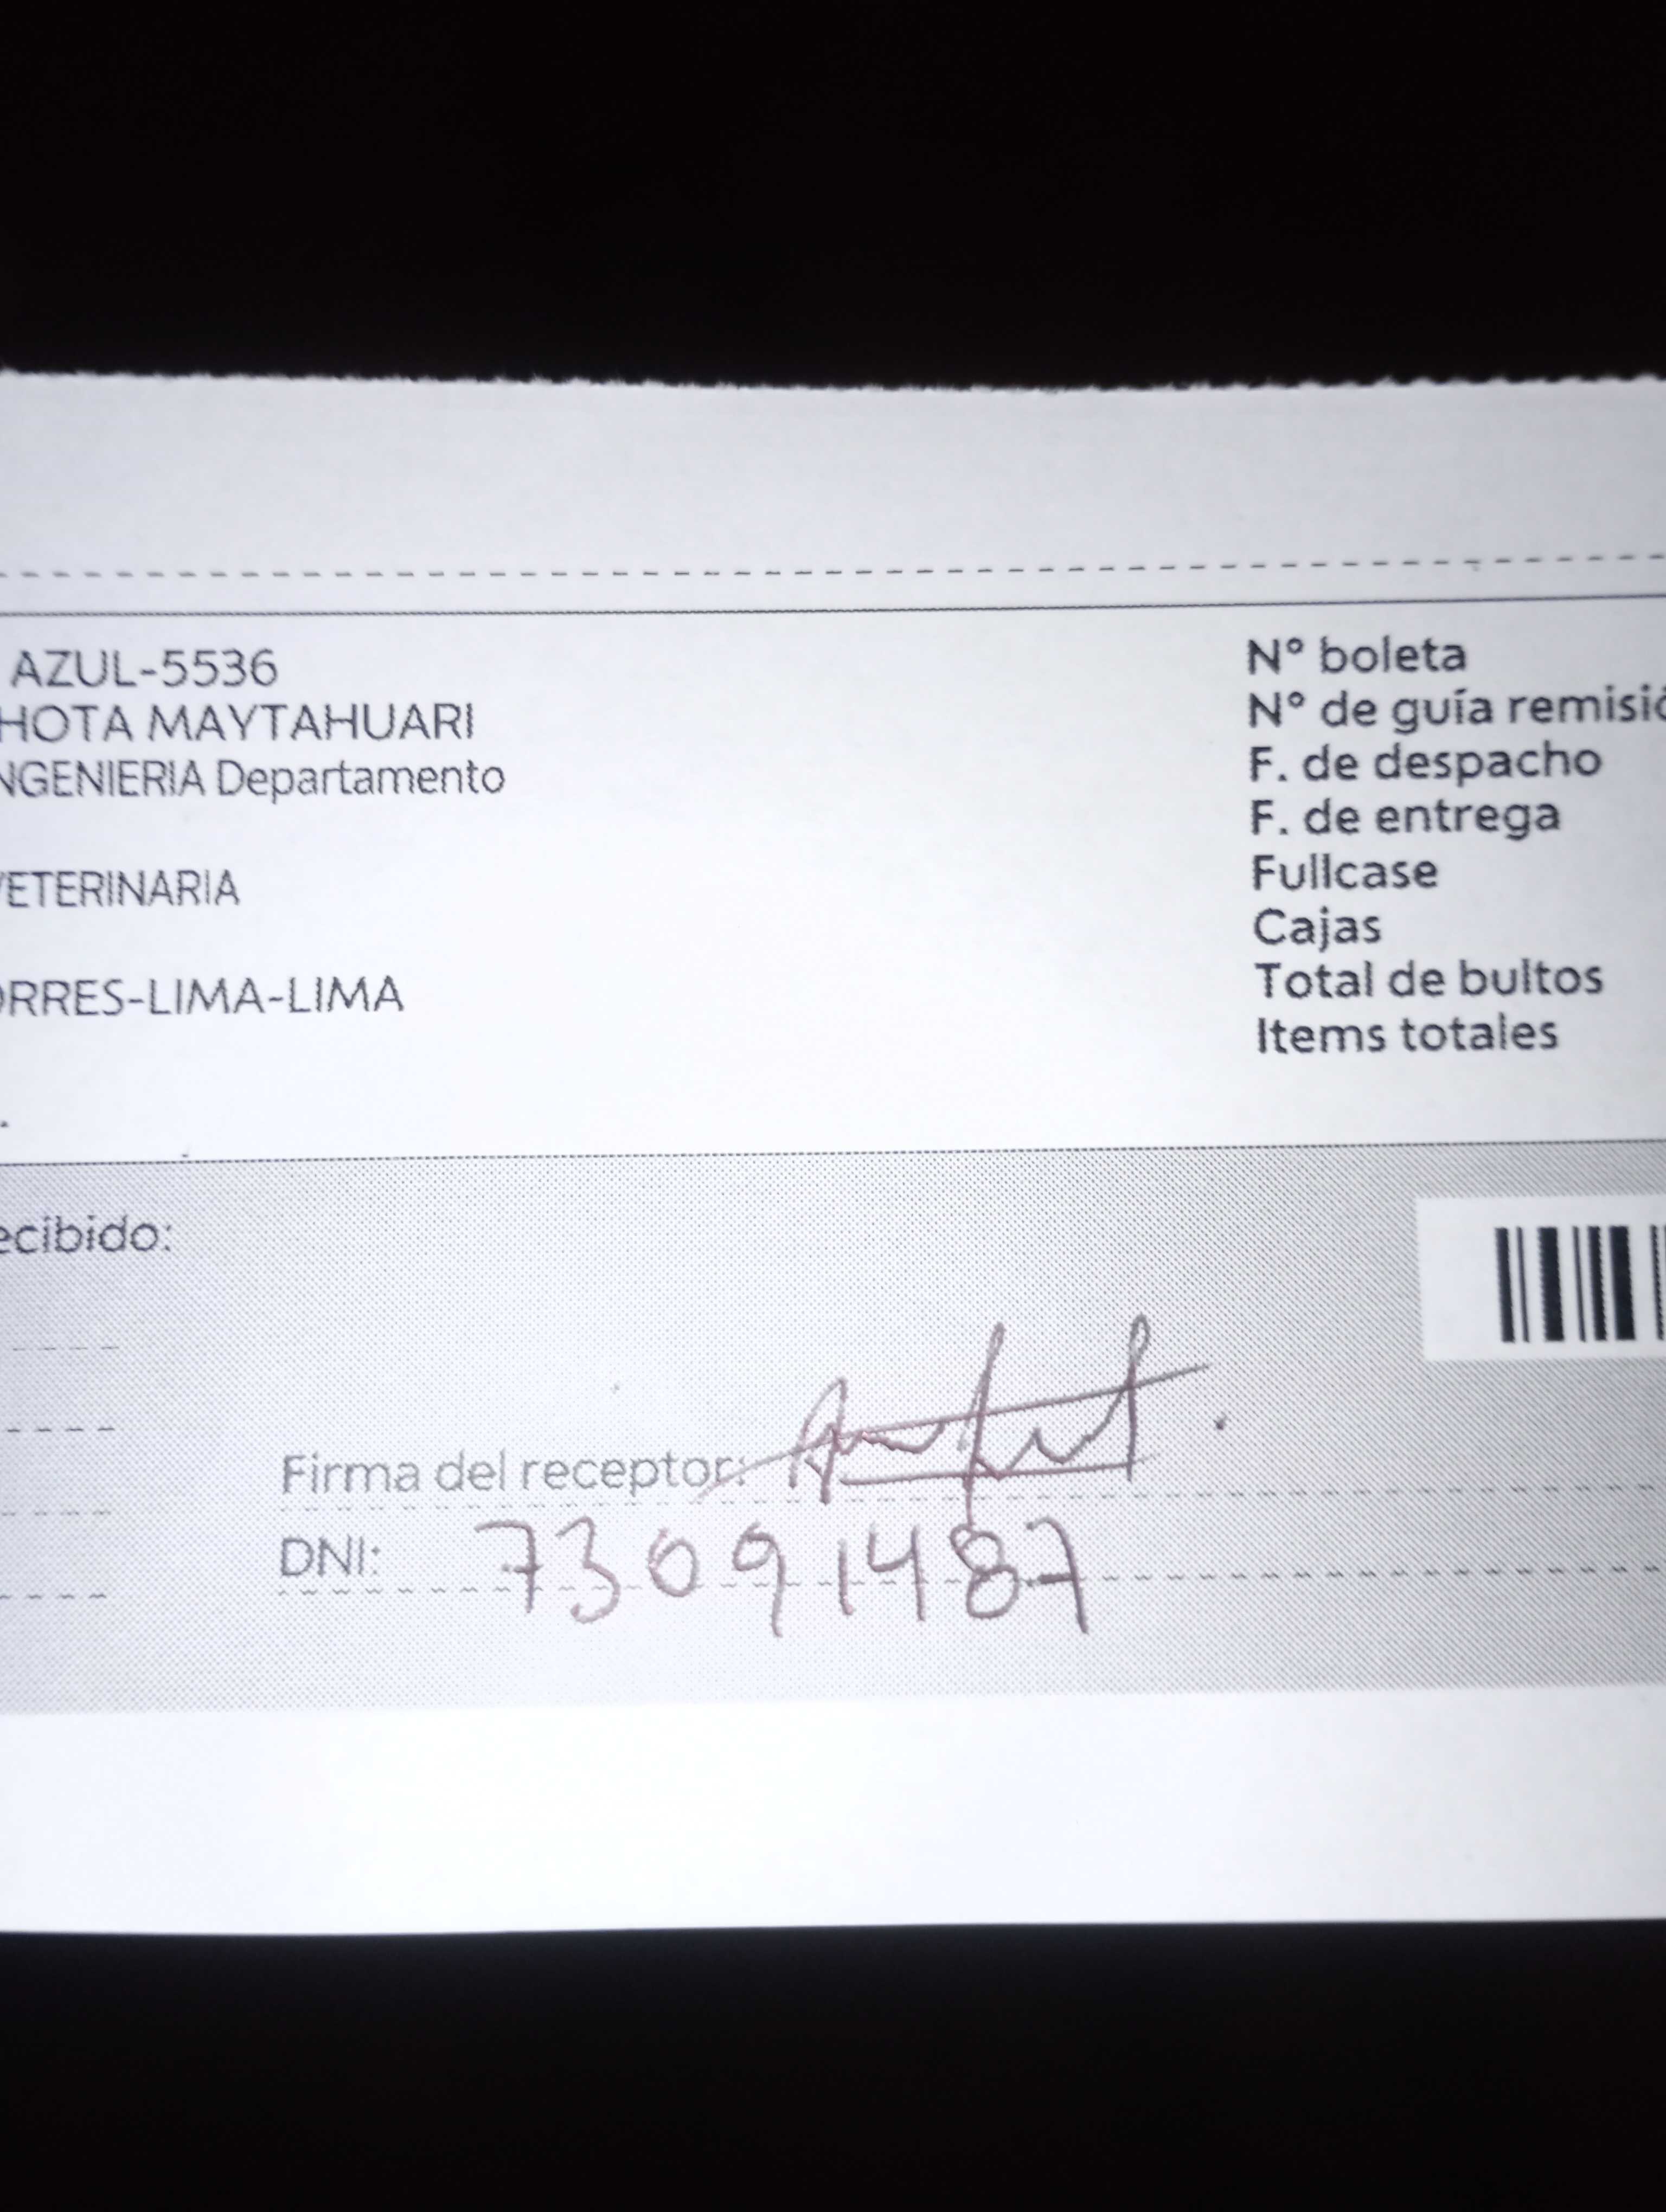 AZUL-5536
HOTA MAYTAHUARI
NGENIERIA Departamento
VETERINARIA
ORRES-LIMA-LIMA
N° boleta
N° de guía remisió
F. de despacho
F. de entrega
Fullcase
Cajas
Total de bultos
Items totales
ecibido:
Firma del receptor:
DNI: 73091487